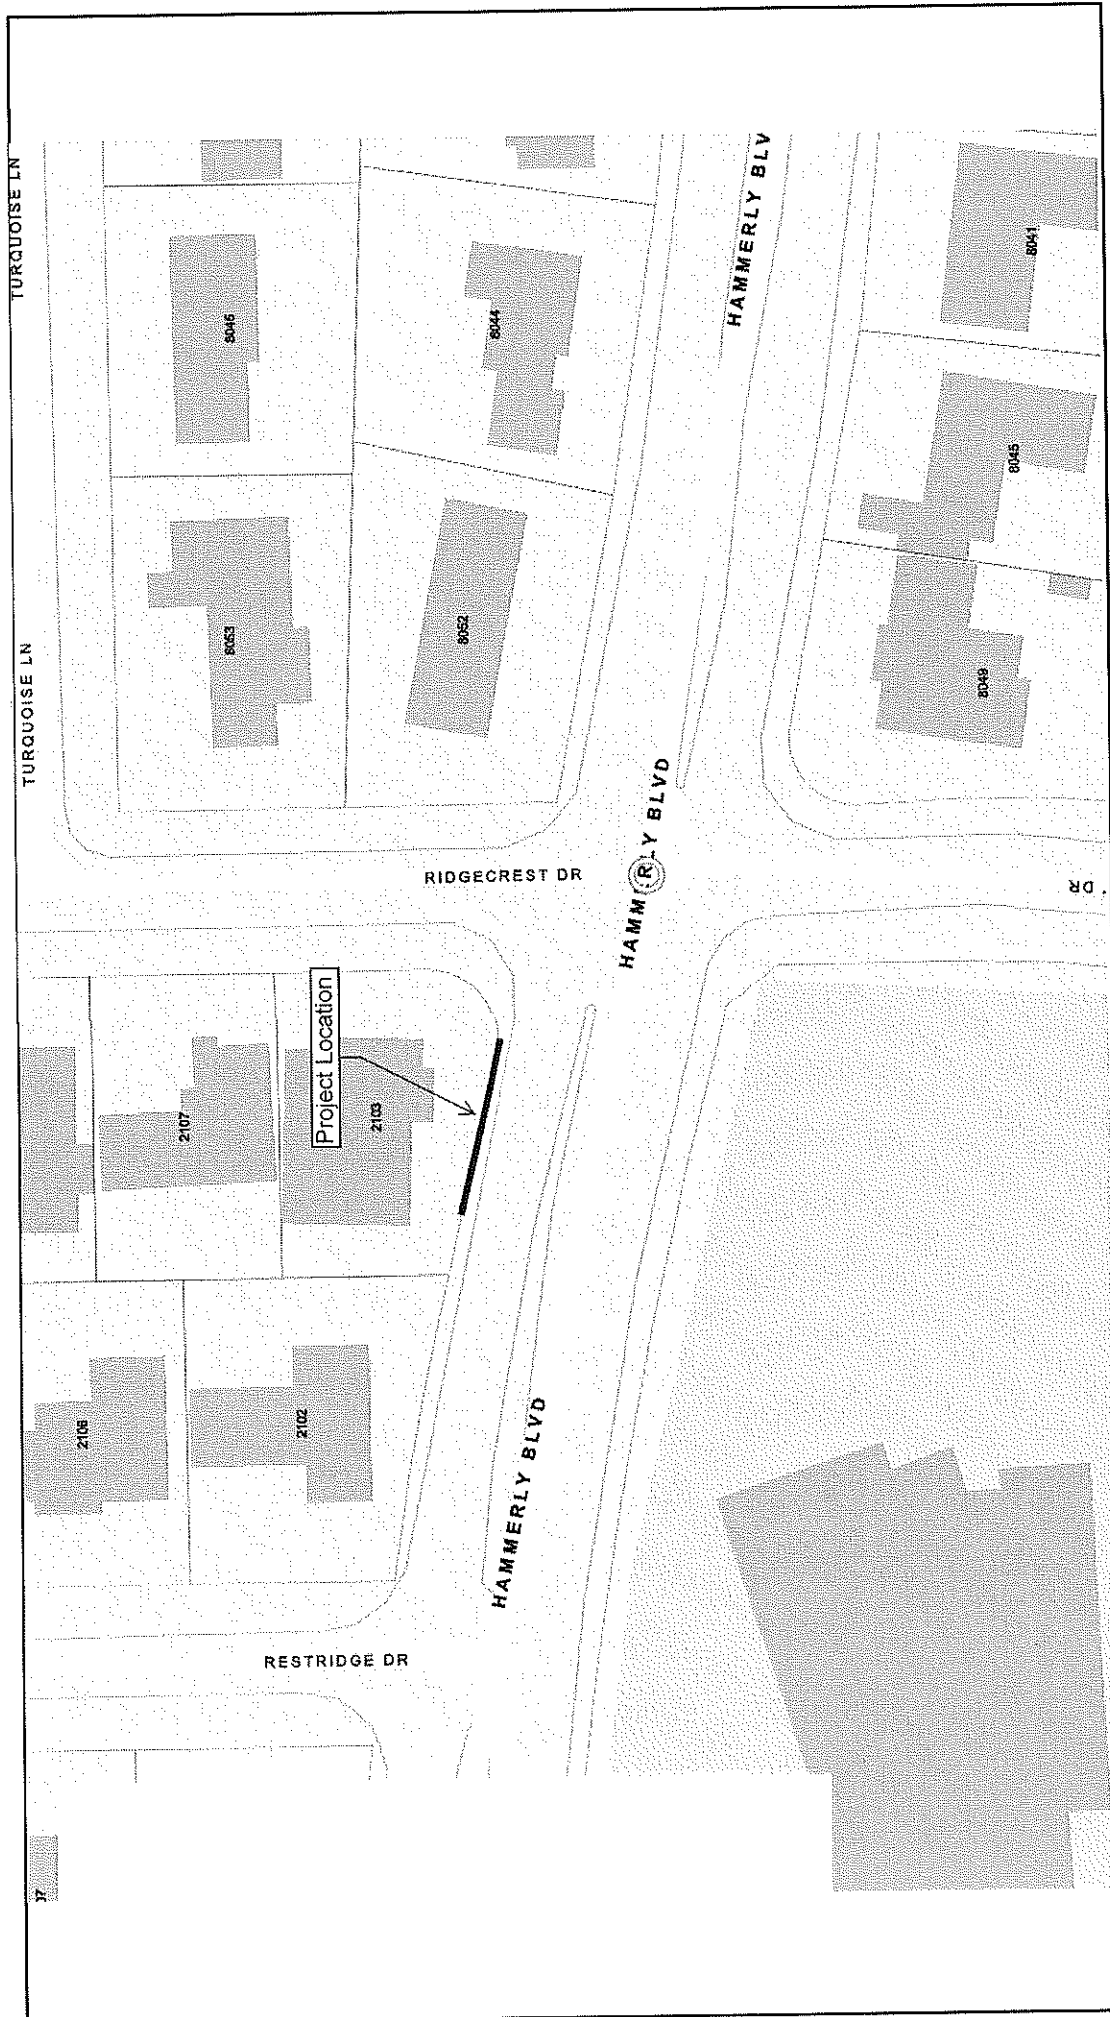 TURQUOISE LN
TURQUOISE LN
HAMMERLY BLV
8046
8044
8041
8045
8053
8052
8049
HAMMERLY BLVD
RIDGECREST DR
DR
Project Location
2107
2103
2106
2102
HAMMERLY BLVD
RESTRIDGE DR
37